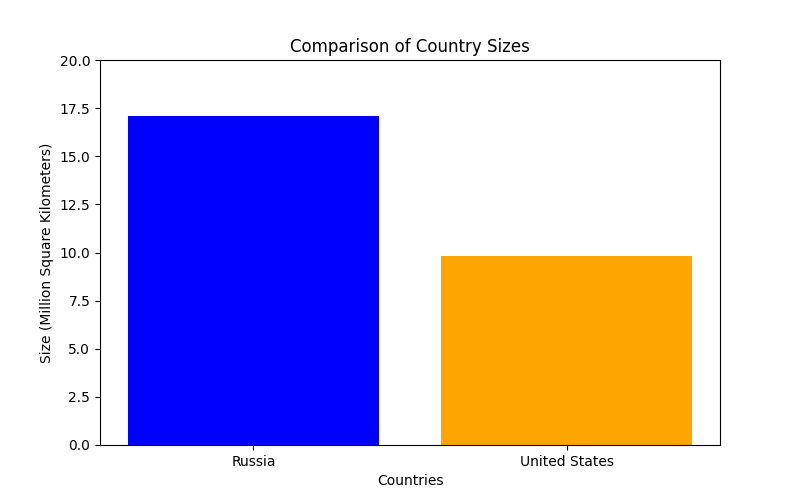 Comparison of Country Sizes
Size (Million Square Kilometers)
20.0
17.5
15.0
12.5
10.0
7.5
5.0
2.5
0.0
Russia
United States
Countries